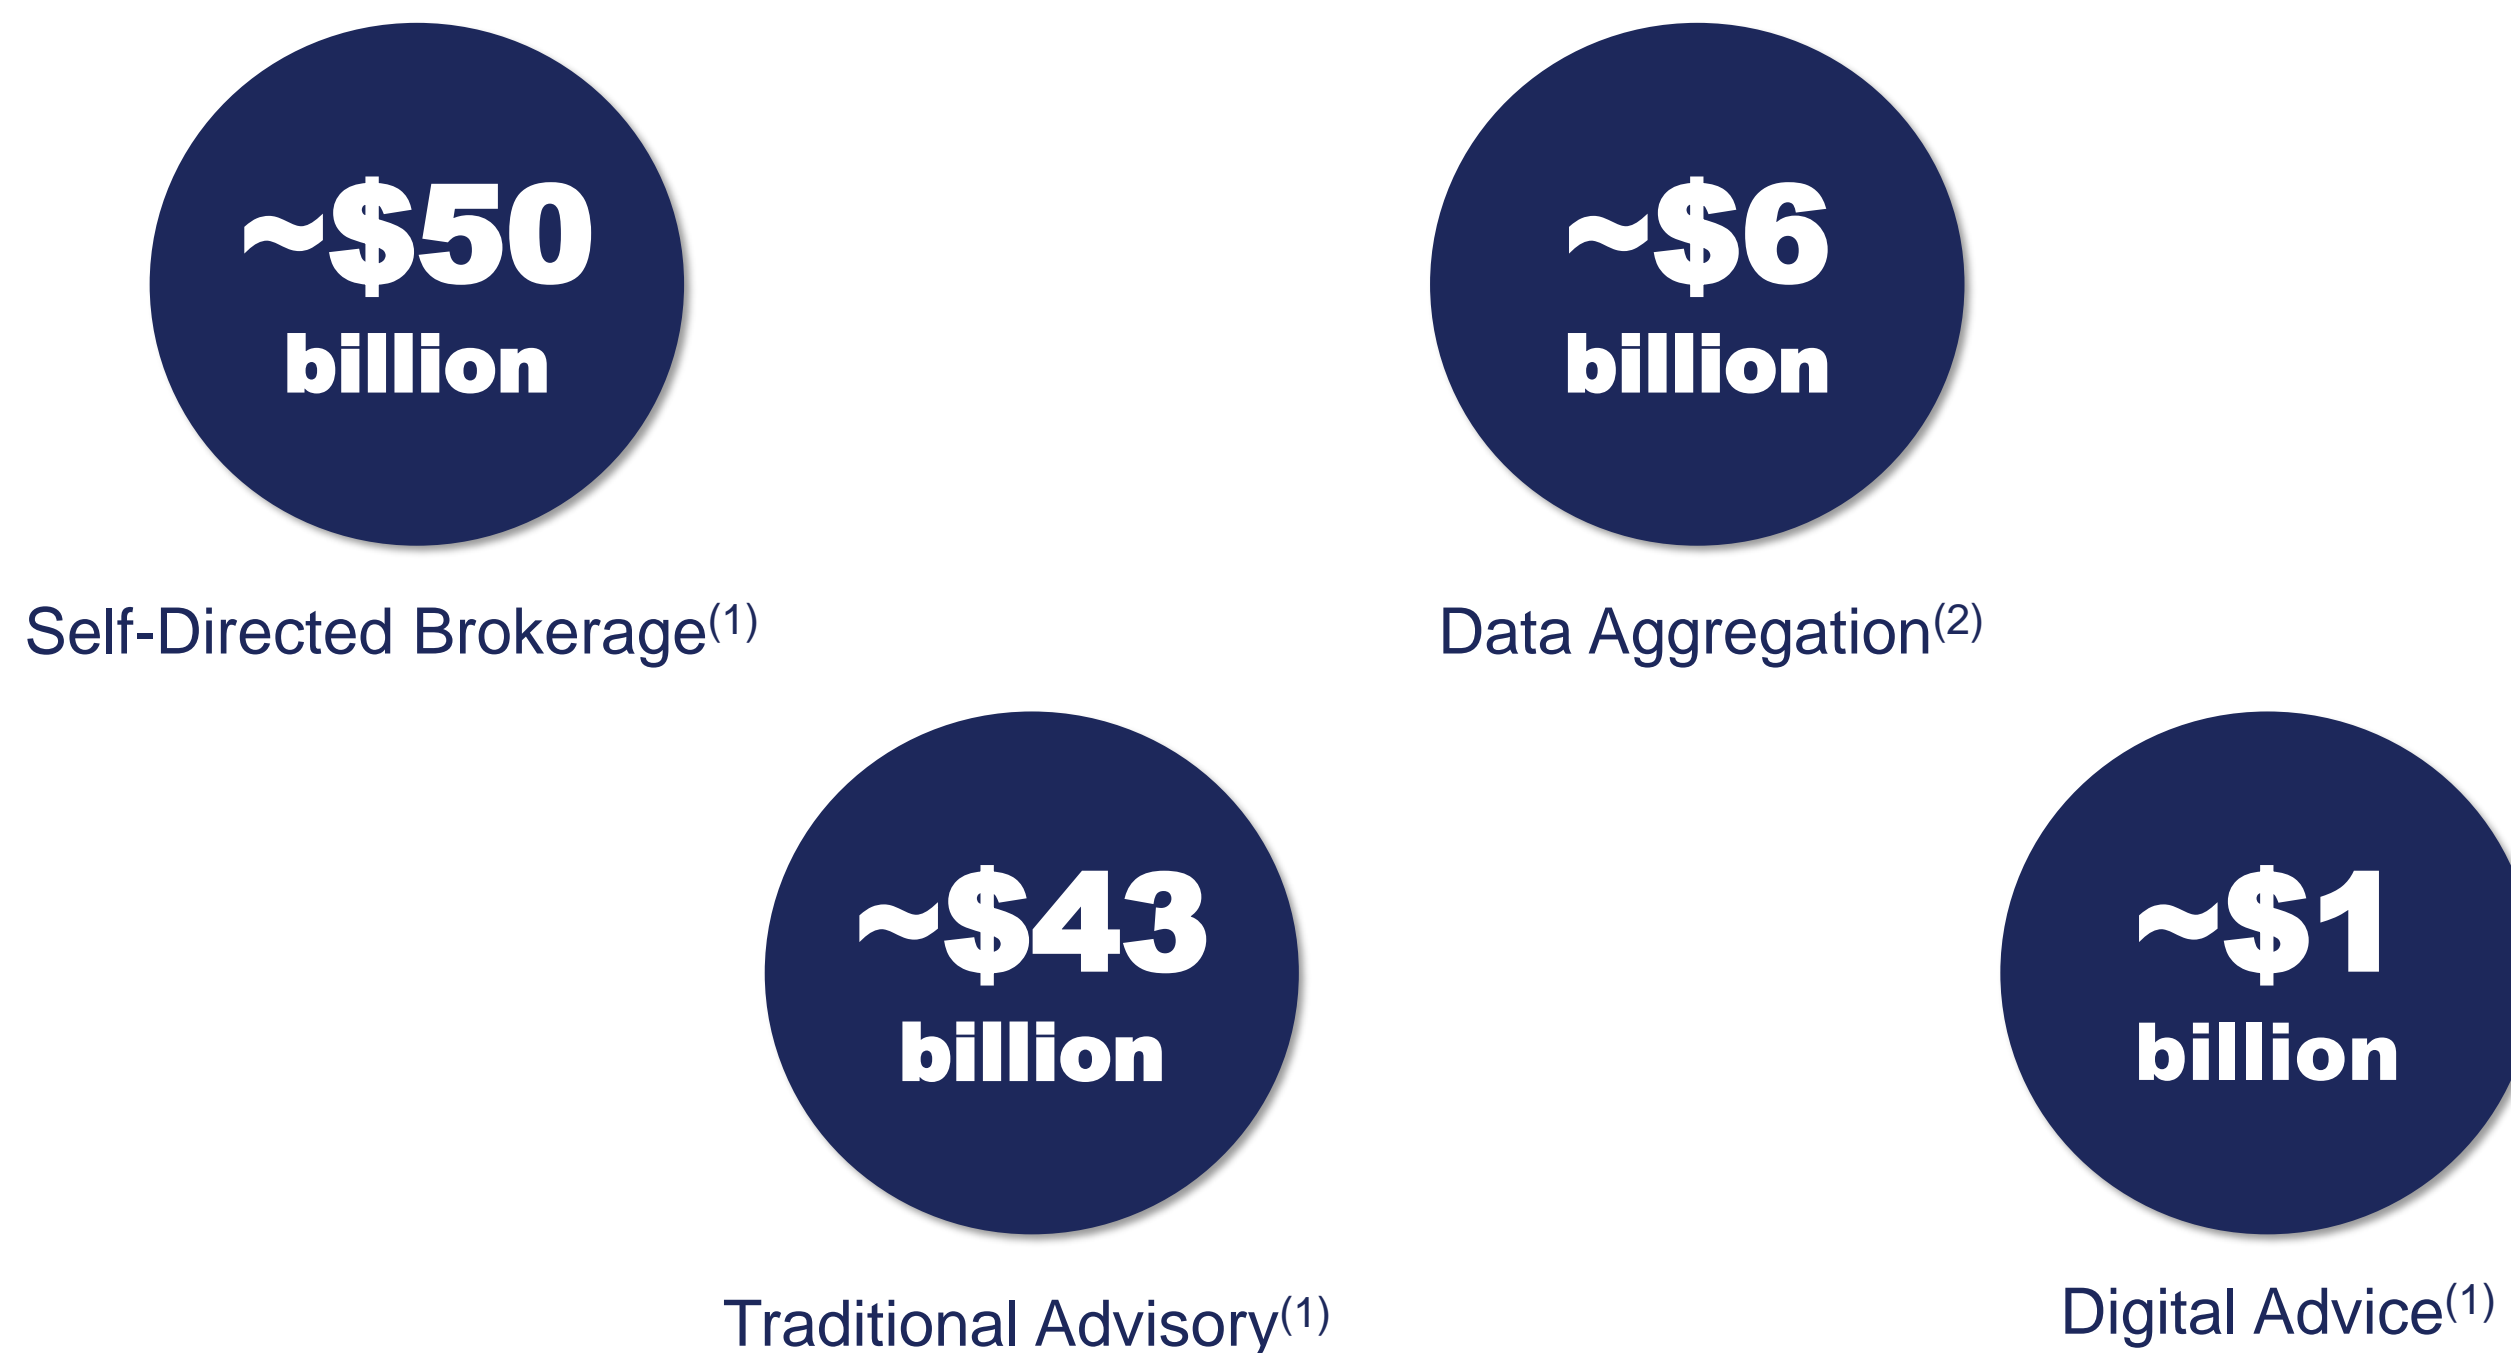 ~$50
billion
~$6
billion
Self-Directed Brokerage(1)
Data Aggregation(2)
~$43
billion
~$1
billion
Traditional Advisory(1)
Digital Advice(1)